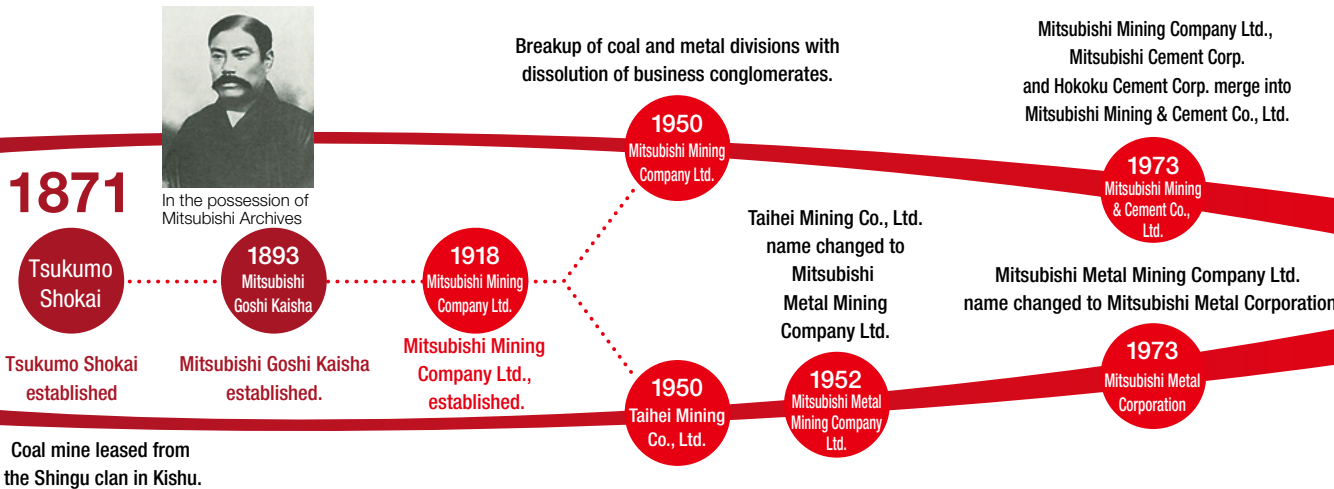 1871
Tsukumo
Shokai
Tsukumo Shokai
established
Coal mine leased from
the Shingu clan in Kishu.
In the possession of
Mitsubishi Archives
1893
Mitsubishi
Goshi Kaisha
Mitsubishi Goshi Kaisha
established.
1918
Mitsubishi Mining
Company Ltd.
Mitsubishi Mining
Company Ltd.,
established.
Breakup of coal and metal divisions with
dissolution of business conglomerates.
1950
Mitsubishi Mining
Company Ltd.
1950
Taihei Mining
Co., Ltd.
Taihei Mining Co., Ltd.
name changed to
Mitsubishi
Metal Mining
Company Ltd.
1952
Mitsubishi Metal
Mining Company
Ltd.
Mitsubishi Mining Company Ltd.,
Mitsubishi Cement Corp.
and Hokoku Cement Corp. merge into
Mitsubishi Mining & Cement Co., Ltd.
1973
Mitsubishi Mining
& Cement Co.,
Ltd.
Mitsubishi Metal Mining Company Ltd.
name changed to Mitsubishi Metal Corporation
1973
Mitsubishi Metal
Corporation